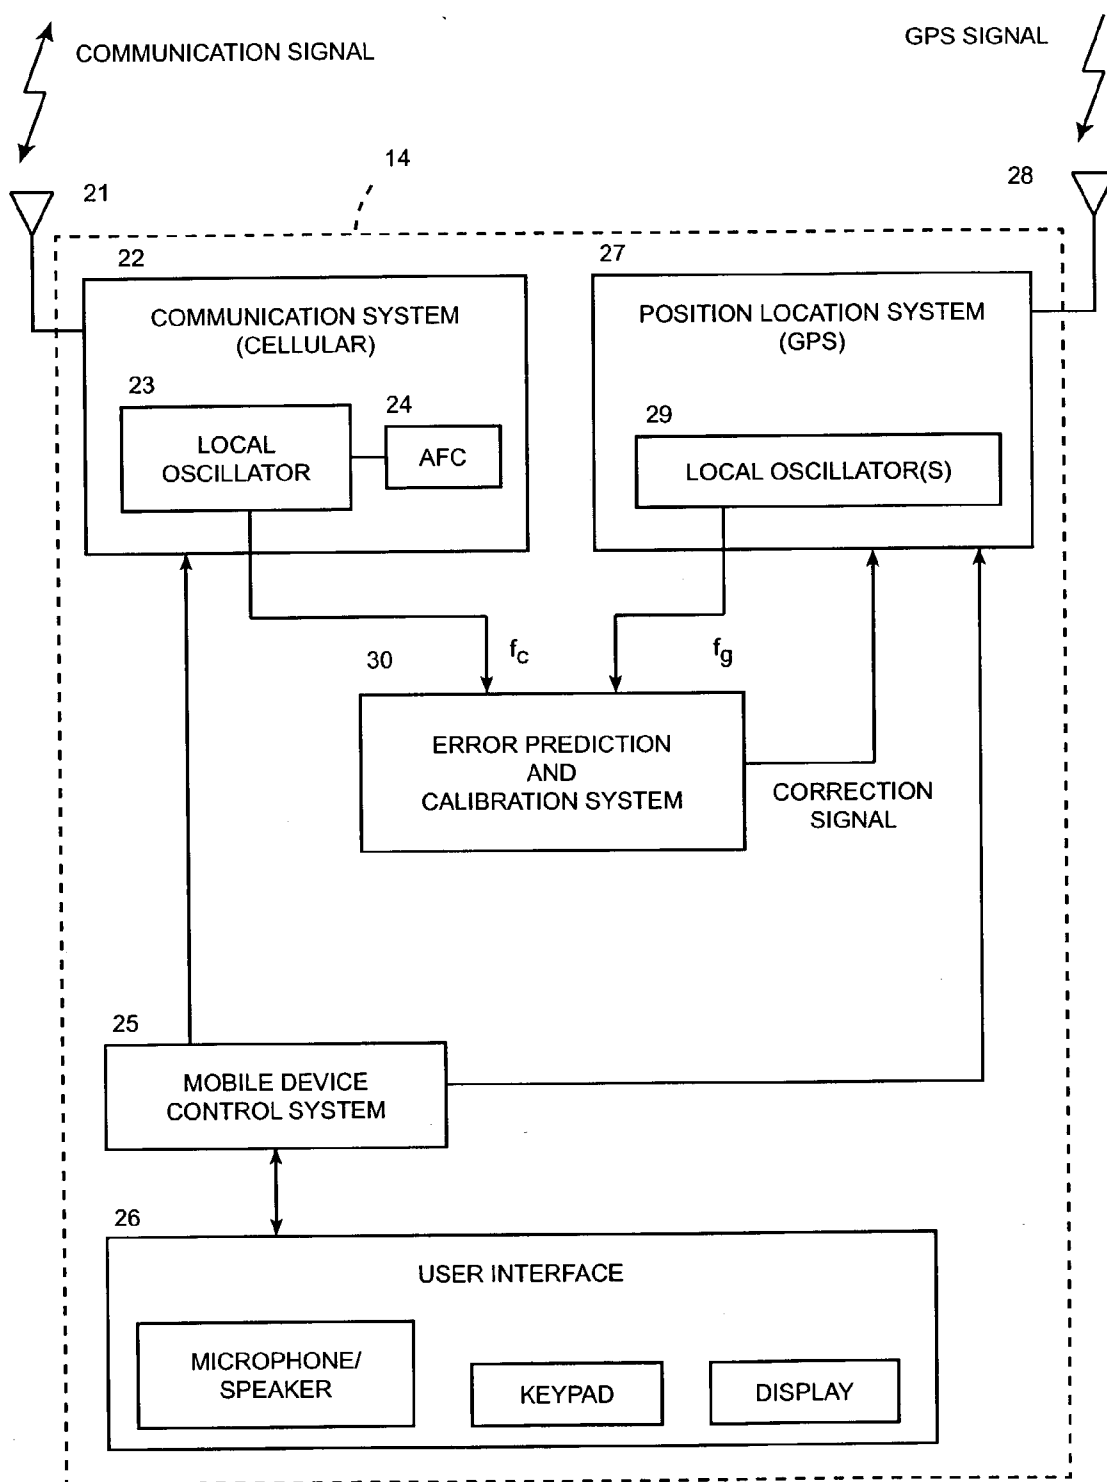 COMMUNICATION SIGNAL
GPS SIGNAL
14
21
28
22
27
COMMUNICATION SYSTEM
(CELLULAR)
POSITION LOCATION SYSTEM
(GPS)
23
24
29
LOCAL
OSCILLATOR
AFC
LOCAL OSCILLATOR(S)
30
fc
fg
ERROR PREDICTION
AND
CALIBRATION SYSTEM
CORRECTION
SIGNAL
25
MOBILE DEVICE
CONTROL SYSTEM
26
USER INTERFACE
MICROPHONE/
SPEAKER
KEYPAD
DISPLAY